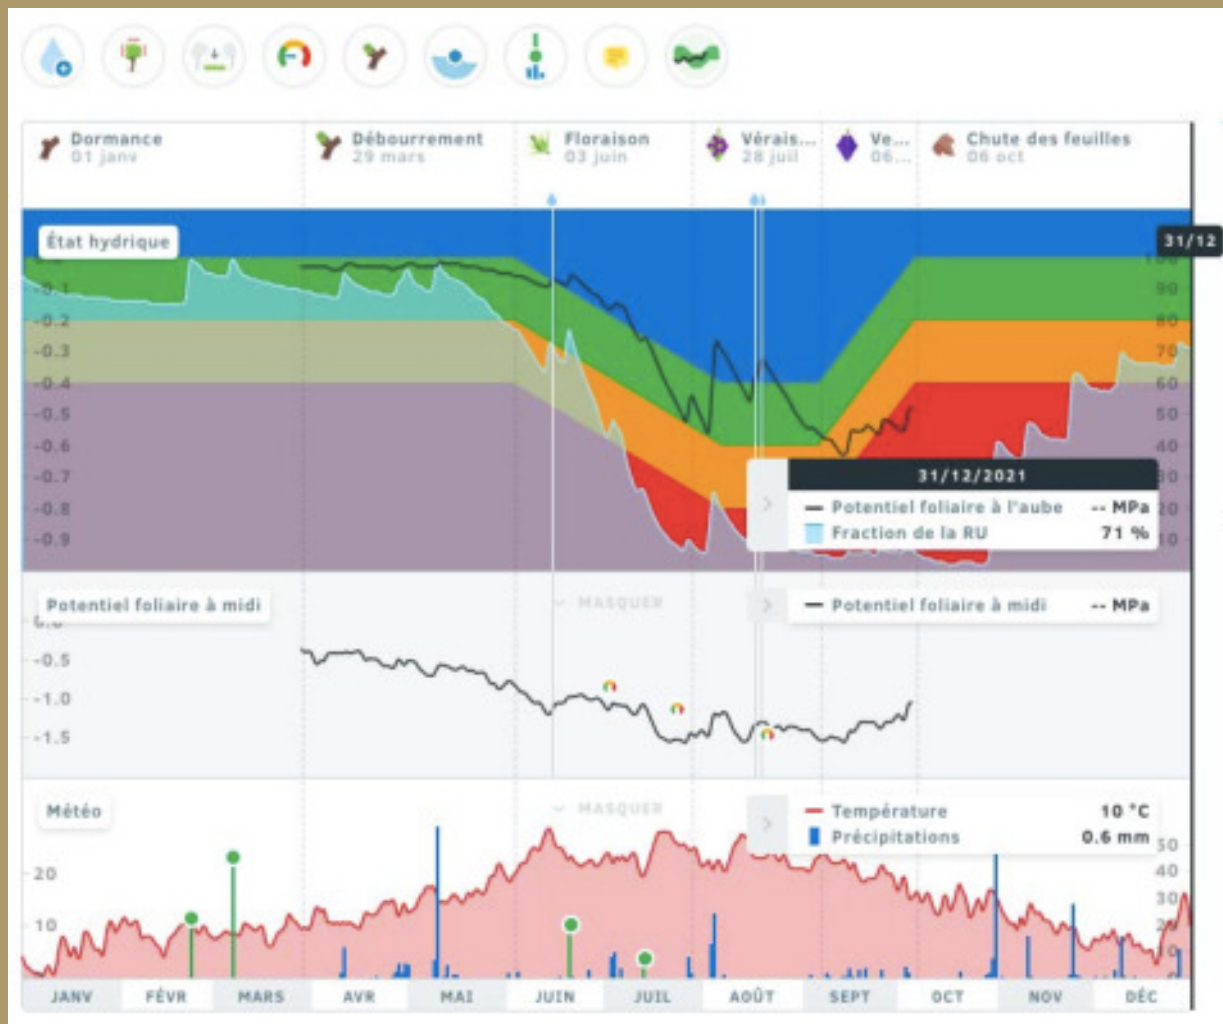 Dormance
01 janv
Débourrement
29 mars
Floraison
03 juin
Vérais...
28 juil
Ve...
06...
Chute des feuilles
06 oct
État hydrique
31/12
-0.1
-0.2
-0.3
-0.4
-0.5
-0.6
-0.7
-0.8
-0.9
90
80
70
60
50
40
30
20
10
31/12/2021
Potentiel foliaire à l'aube -- MPa
Fraction de la RU 71 %
Potentiel foliaire à midi
MASQUER
Potentiel foliaire à midi -- MPa
-0.5
-1.0
-1.5
Météo
MASQUER
Température 10 °C
Précipitations 0.6 mm
20
10
50
40
30
20
10
JANV FÉVR MARS AVR MAI JUIN JUIL AOÛT SEPT OCT NOV DÉC